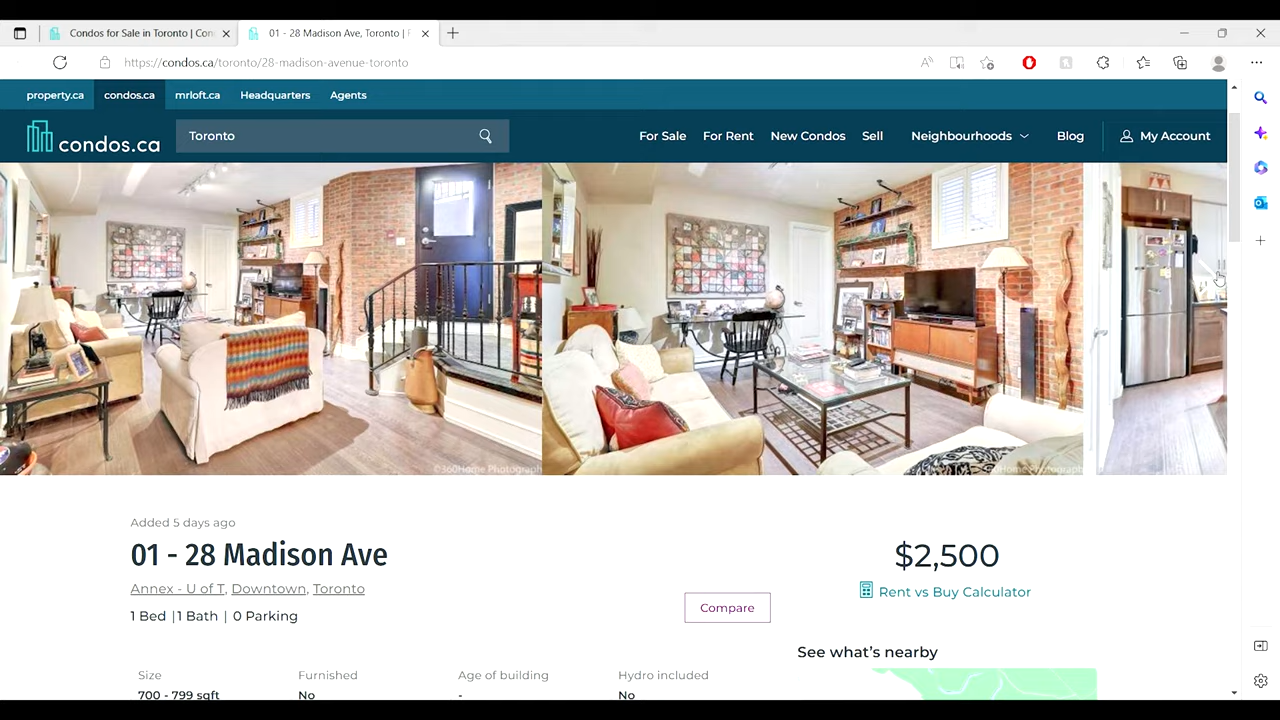 Condos for Sale in Toronto | Con
01 - 28 Madison Ave, Toronto |
https://condos.ca/toronto/28-madison-avenue-toronto
property.ca condos.ca mrloft.ca Headquarters Agents
condos.ca Toronto For Sale For Rent New Condos Sell Neighbourhoods Blog My Account
©360Home Photography
©360Home Photograph
Added 5 days ago
01 - 28 Madison Ave
$2,500
Annex - U of T, Downtown, Toronto
Rent vs Buy Calculator
1 Bed | 1 Bath | 0 Parking
Compare
See what's nearby
Size Furnished Age of building Hydro included
700 - 799 sqft No - No